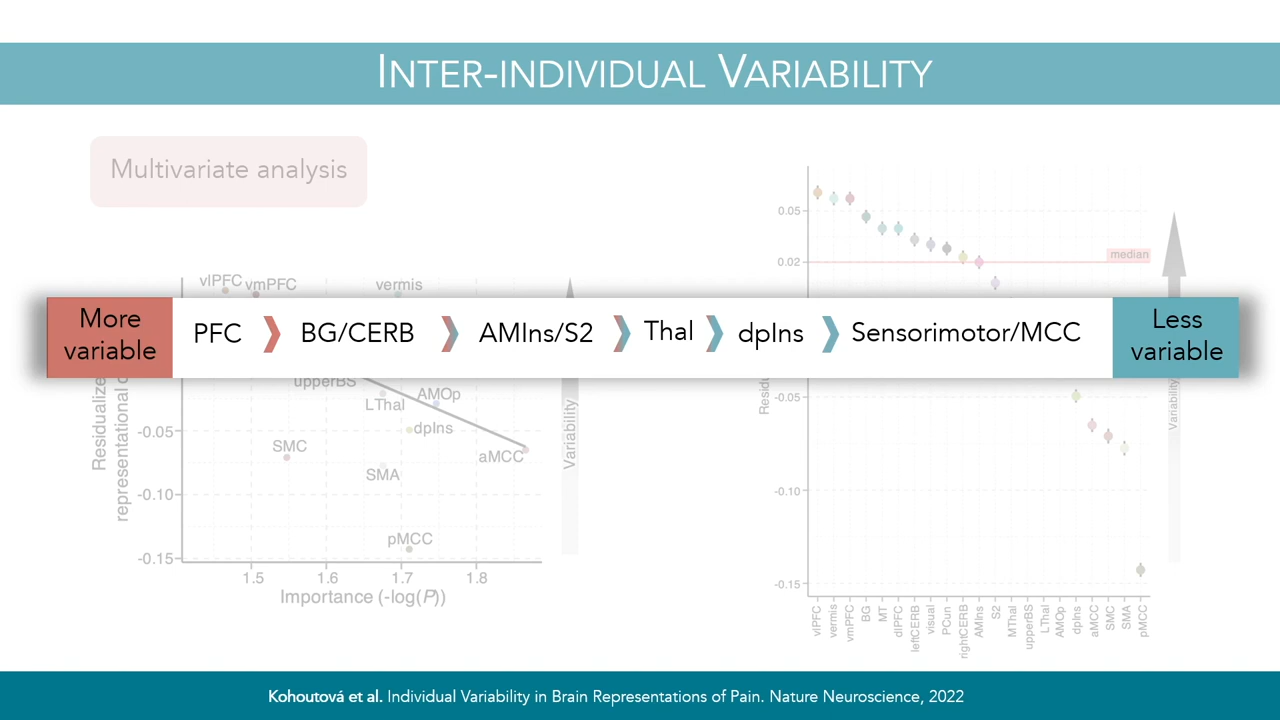 INTER-INDIVIDUAL VARIABILITY
Multivariate analysis
vlPFC
vmPFC
vermis
More
variable
PFC
BG/CERB
AMIns/S2
Thal
dpIns
Sensorimotor/MCC
Less
variable
upperBS
LThal
AMOp
dpIns
SMC
SMA
aMCC
pMCC
-0.05
-0.10
-0.15
1.5 1.6 1.7 1.8
Importance (-log(P))
Variability
0.05
0.02
median
-0.05
-0.10
-0.15
Variability
vlPFC
vermis
vmPFC
BG
MT
dlPFC
leftCERB
visual
PCun
rightCERB
AMIns
S2
MThal
upperBS
LThal
AMOp
dpIns
aMCC
SMC
SMA
pMCC
Kohoutová et al. Individual Variability in Brain Representations of Pain. Nature Neuroscience, 2022